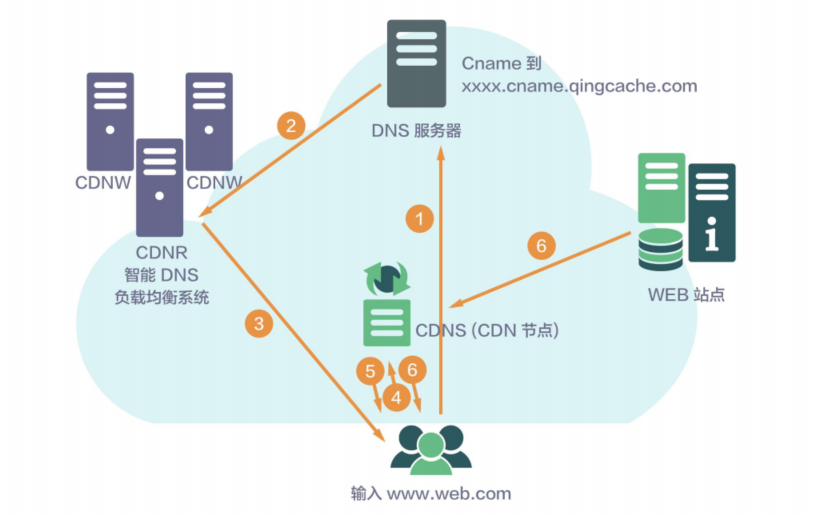 Cname 到
xxxx.cname.qingcache.com
DNS 服务器
2
CDNW
CDNW
1
6
CDNR
智能 DNS
负载均衡系统
WEB 站点
3
CDNS (CDN 节点)
5
6
4
输入 www.web.com